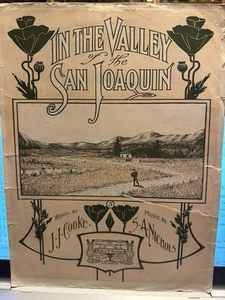 IN THE VALLEY
of the
SAN JOAQUIN
WORDS BY
J. J. COOKE.
MUSIC BY
S. A. NICHOLS